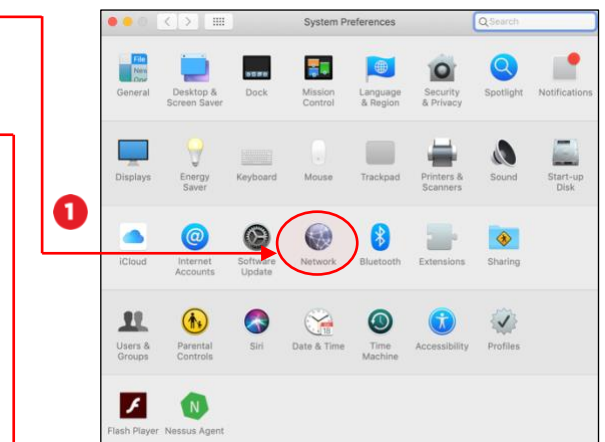 System Preferences
Search
File
New
General
Desktop &
Screen Saver
Dock
Mission
Control
Language
& Region
Security
& Privacy
Spotlight
Notifications
Displays
Energy
Saver
Keyboard
Mouse
Trackpad
Printers &
Scanners
Sound
Start-up
Disk
1
iCloud
@
Internet
Accounts
Software
Update
Network
Bluetooth
Extensions
Sharing
Users &
Groups
Parental
Controls
Siri
Date & Time
Time
Machine
Accessibility
Profiles
Flash Player
N
Nessus Agent